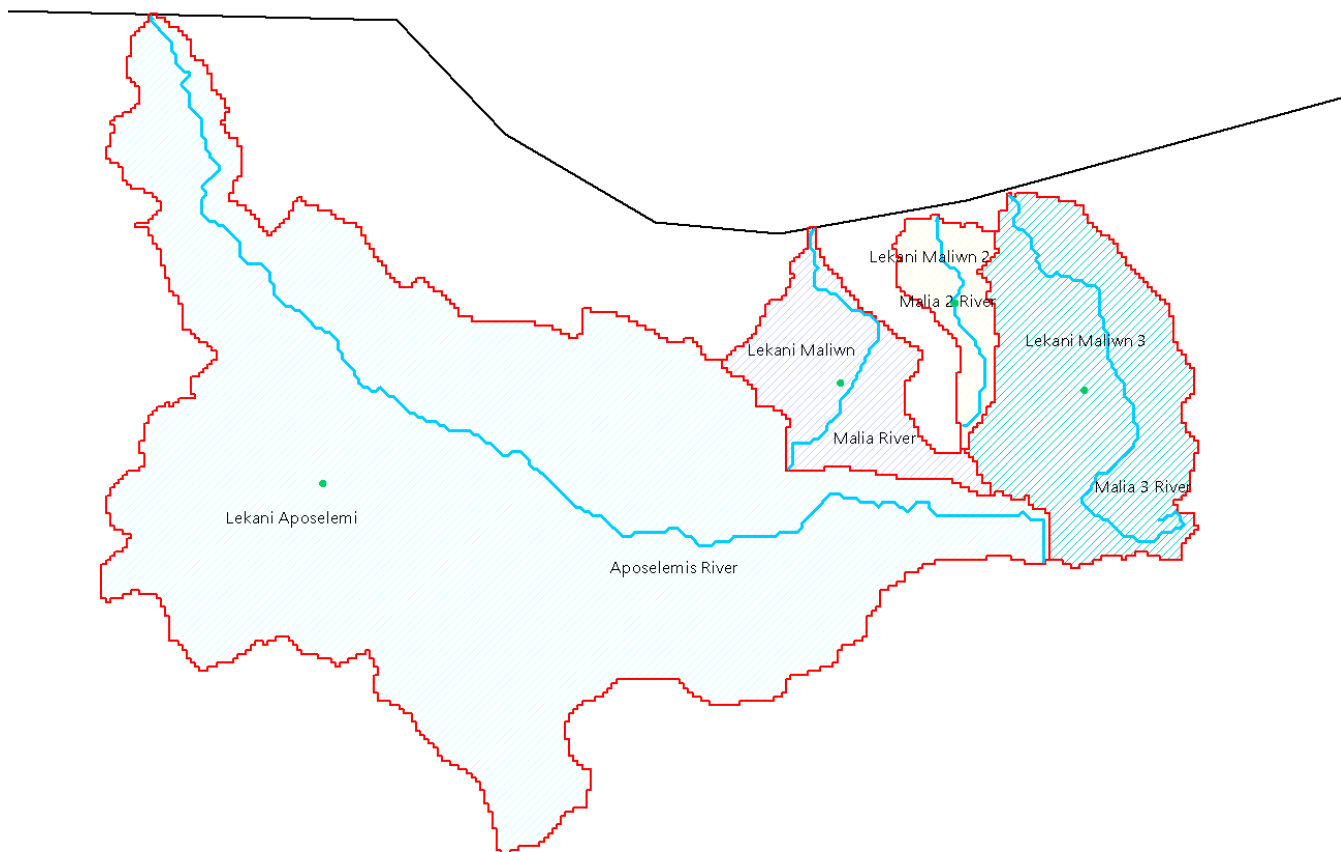 Lekani Maliwn 2
Malia 2 River
Lekani Maliwn 3
Lekani Maliwn
Malia River
Malia 3 River
Lekani Aposelemi
Aposelemis River